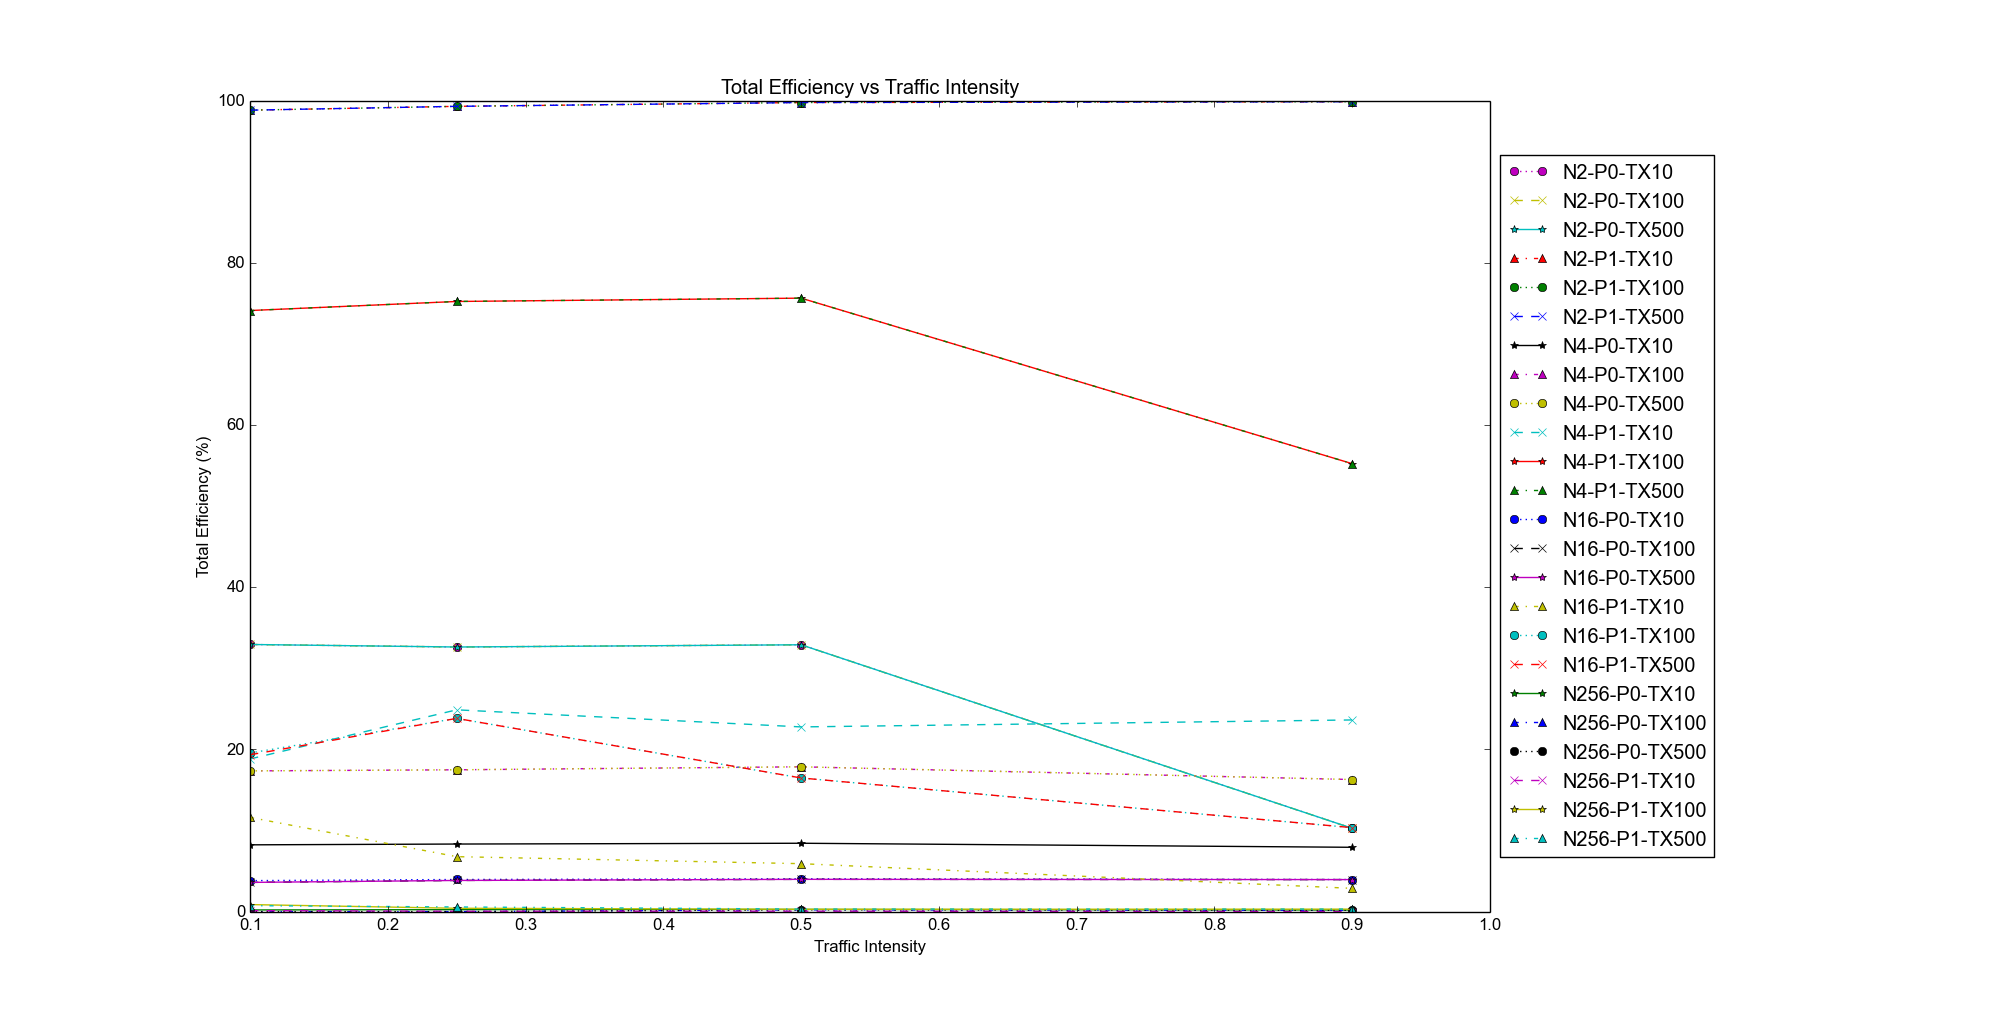 Total Efficiency vs Traffic Intensity
100
80
60
40
20
0
Total Efficiency (%)
0.1 0.2 0.3 0.4 0.5 0.6 0.7 0.8 0.9 1.0
Traffic Intensity
N2-P0-TX10
N2-P0-TX100
N2-P0-TX500
N2-P1-TX10
N2-P1-TX100
N2-P1-TX500
N4-P0-TX10
N4-P0-TX100
N4-P0-TX500
N4-P1-TX10
N4-P1-TX100
N4-P1-TX500
N16-P0-TX10
N16-P0-TX100
N16-P0-TX500
N16-P1-TX10
N16-P1-TX100
N16-P1-TX500
N256-P0-TX10
N256-P0-TX100
N256-P0-TX500
N256-P1-TX10
N256-P1-TX100
N256-P1-TX500